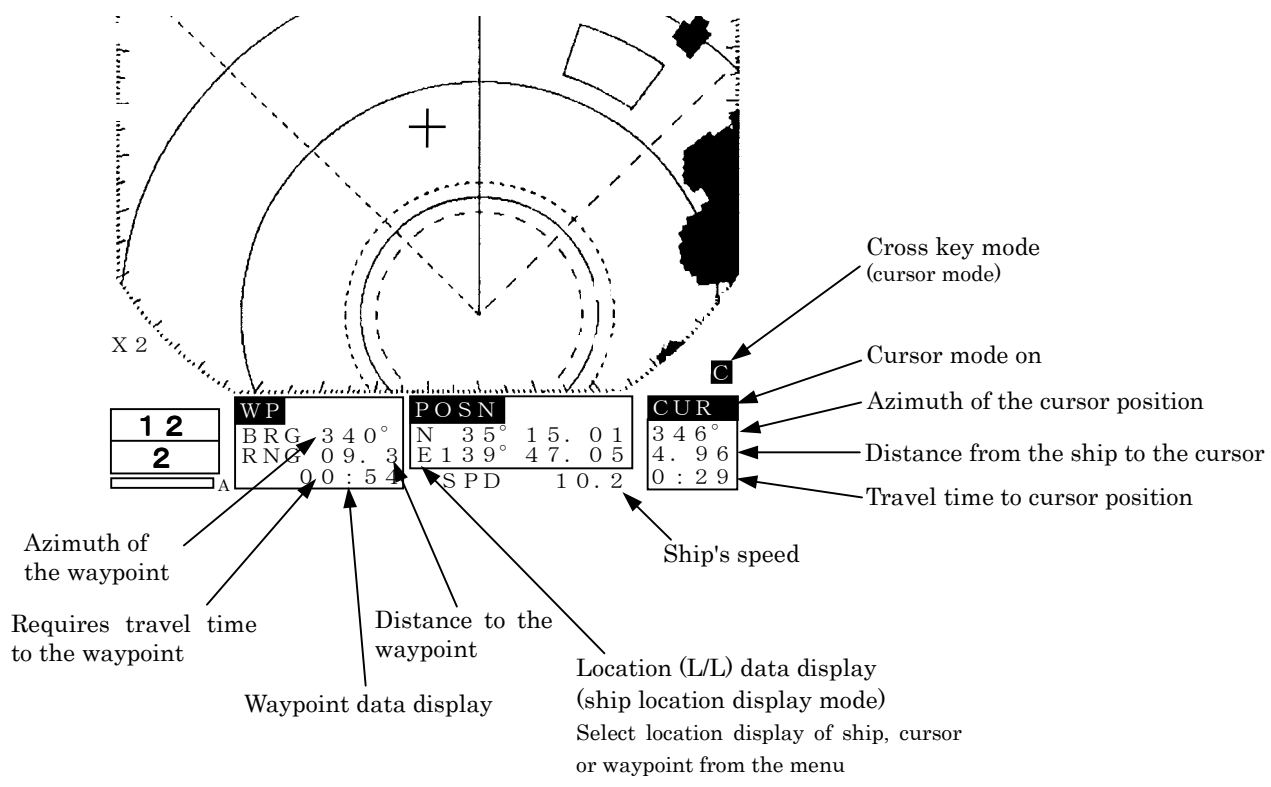 Cross key mode
(cursor mode)
X 2
C
Cursor mode on
Azimuth of the cursor position
Distance from the ship to the cursor
Travel time to cursor position
12
2
A
WP
BRG 340°
RNG 09.3
00:54
POSN
N 35° 15.01
E139° 47.05
SPD 10.2
CUR
346°
4.96
0:29
Ship's speed
Azimuth of
the waypoint
Requires travel time
to the waypoint
Distance to the
waypoint
Waypoint data display
Location (L/L) data display
(ship location display mode)
Select location display of ship, cursor
or waypoint from the menu